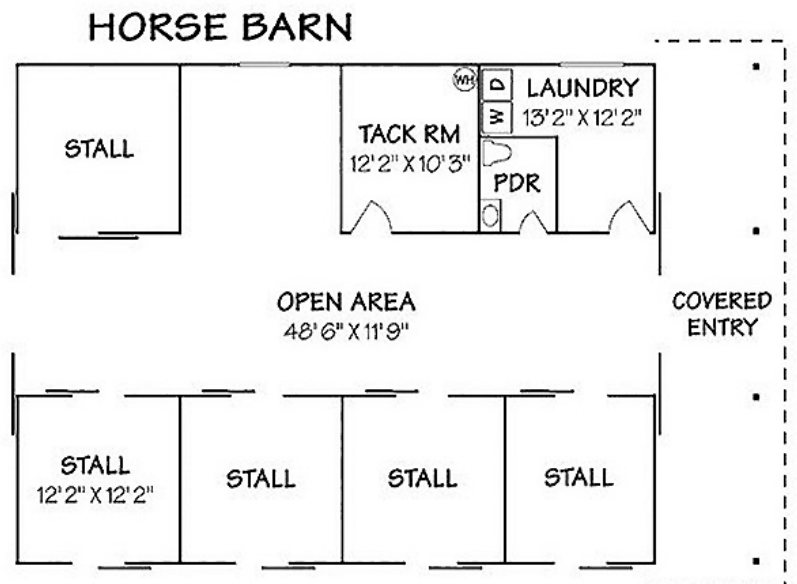 HORSE BARN
STALL
TACK RM
12'2" X 10'3"
WH
D
W
LAUNDRY
13'2" X 12'2"
PDR
OPEN AREA
48'6" X 11'9"
COVERED
ENTRY
STALL
12'2" X 12'2"
STALL
STALL
STALL